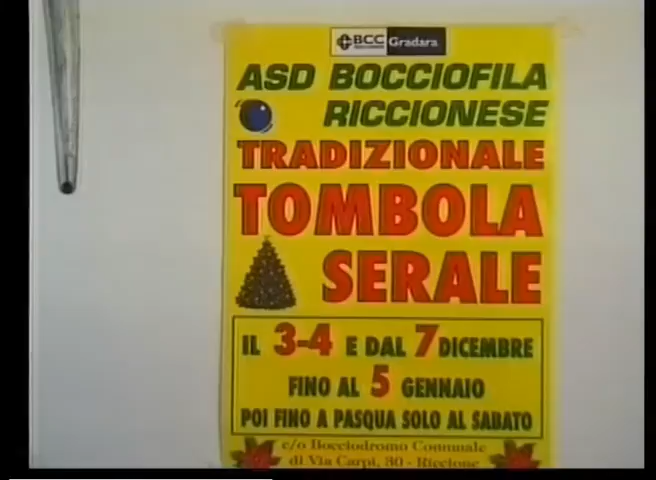 BCC Gradara
ASD BOCCIOFILA
RICCIONESE
TRADIZIONALE
TOMBOLA
SERALE
IL 3-4 E DAL 7 DICEMBRE
FINO AL 5 GENNAIO
POI FINO A PASQUA SOLO AL SABATO
c/o Bocciodromo Comunale
di Via Carpi, 30 - Riccione